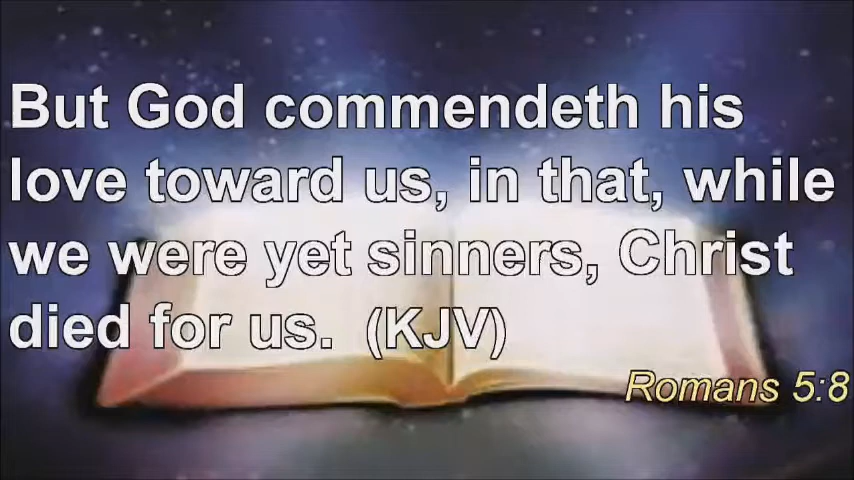 But God commendeth his
love toward us, in that, while
we were yet sinners, Christ
died for us.  (KJV)
Romans 5:8